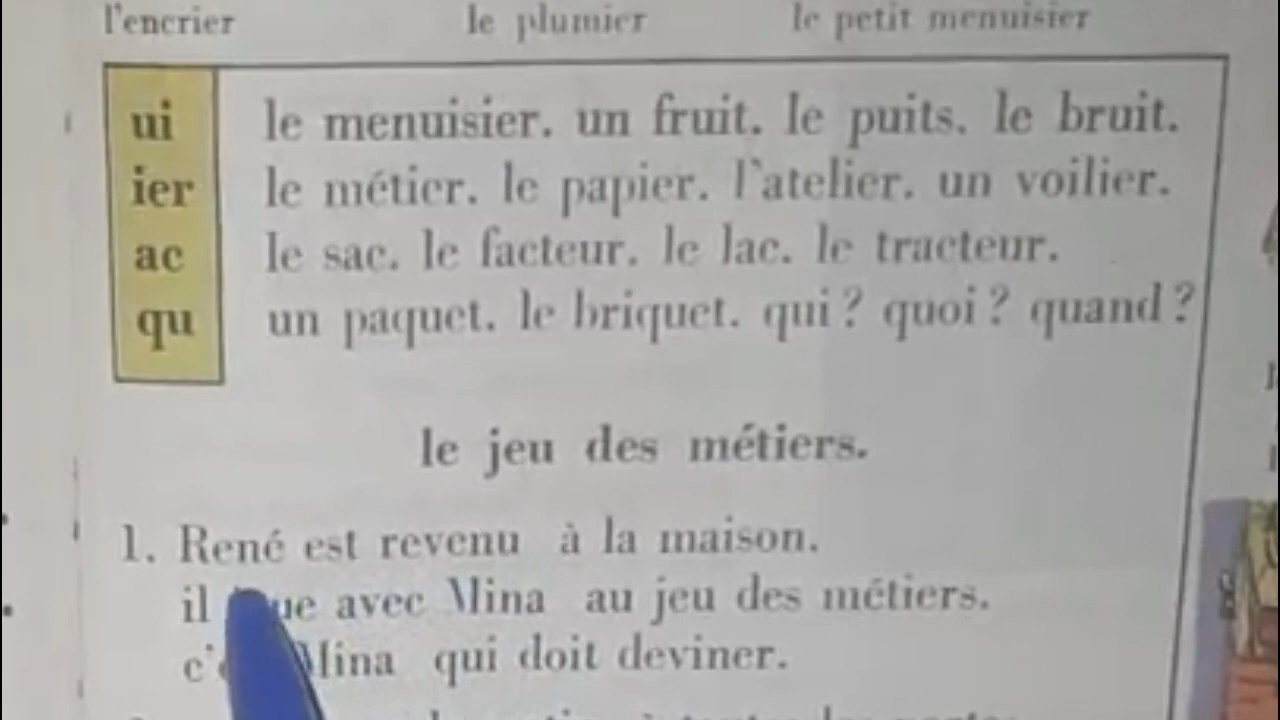 l'encrier le plumier le petit menuisier
ui le menuisier. un fruit. le puits. le bruit.
ier le métier. le papier. l'atelier. un voilier.
ac le sac. le facteur. le lac. le tracteur.
qu un paquet. le briquet. qui ? quoi ? quand ?
le jeu des métiers.
1. René est revenu à la maison.
il avec Mina au jeu des métiers.
Mina qui doit deviner.